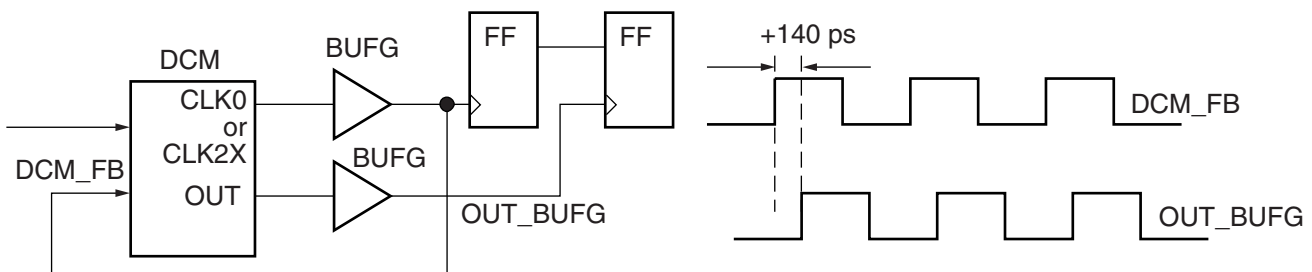 DCM
BUFG
FF
FF
CLK0
or
CLK2X
DCM_FB
OUT
BUFG
OUT_BUFG
+140 ps
DCM_FB
OUT_BUFG